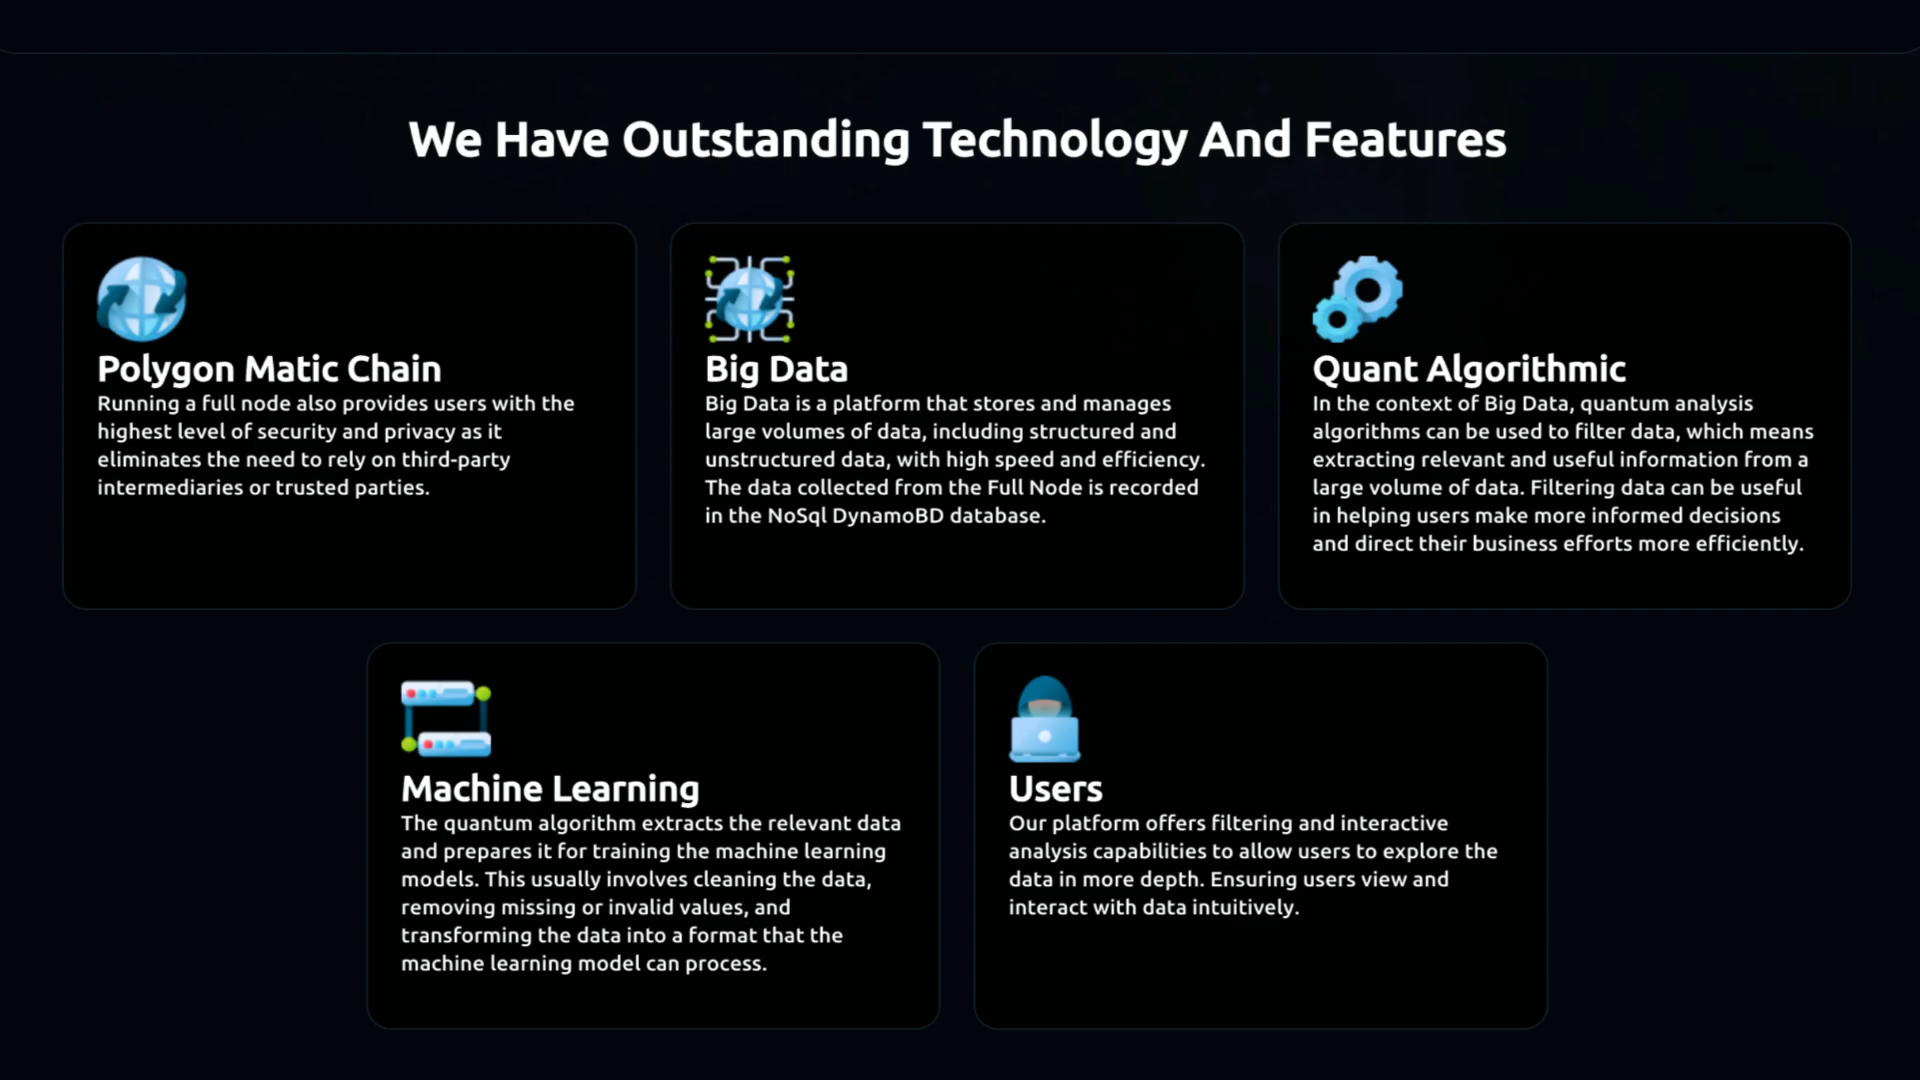 We Have Outstanding Technology And Features
Polygon Matic Chain
Running a full node also provides users with the
highest level of security and privacy as it
eliminates the need to rely on third-party
intermediaries or trusted parties.
Big Data
Big Data is a platform that stores and manages
large volumes of data, including structured and
unstructured data, with high speed and efficiency.
The data collected from the Full Node is recorded
in the NoSql DynamoBD database.
Quant Algorithmic
In the context of Big Data, quantum analysis
algorithms can be used to filter data, which means
extracting relevant and useful information from a
large volume of data. Filtering data can be useful
in helping users make more informed decisions
and direct their business efforts more efficiently.
Machine Learning
The quantum algorithm extracts the relevant data
and prepares it for training the machine learning
models. This usually involves cleaning the data,
removing missing or invalid values, and
transforming the data into a format that the
machine learning model can process.
Users
Our platform offers filtering and interactive
analysis capabilities to allow users to explore the
data in more depth. Ensuring users view and
interact with data intuitively.